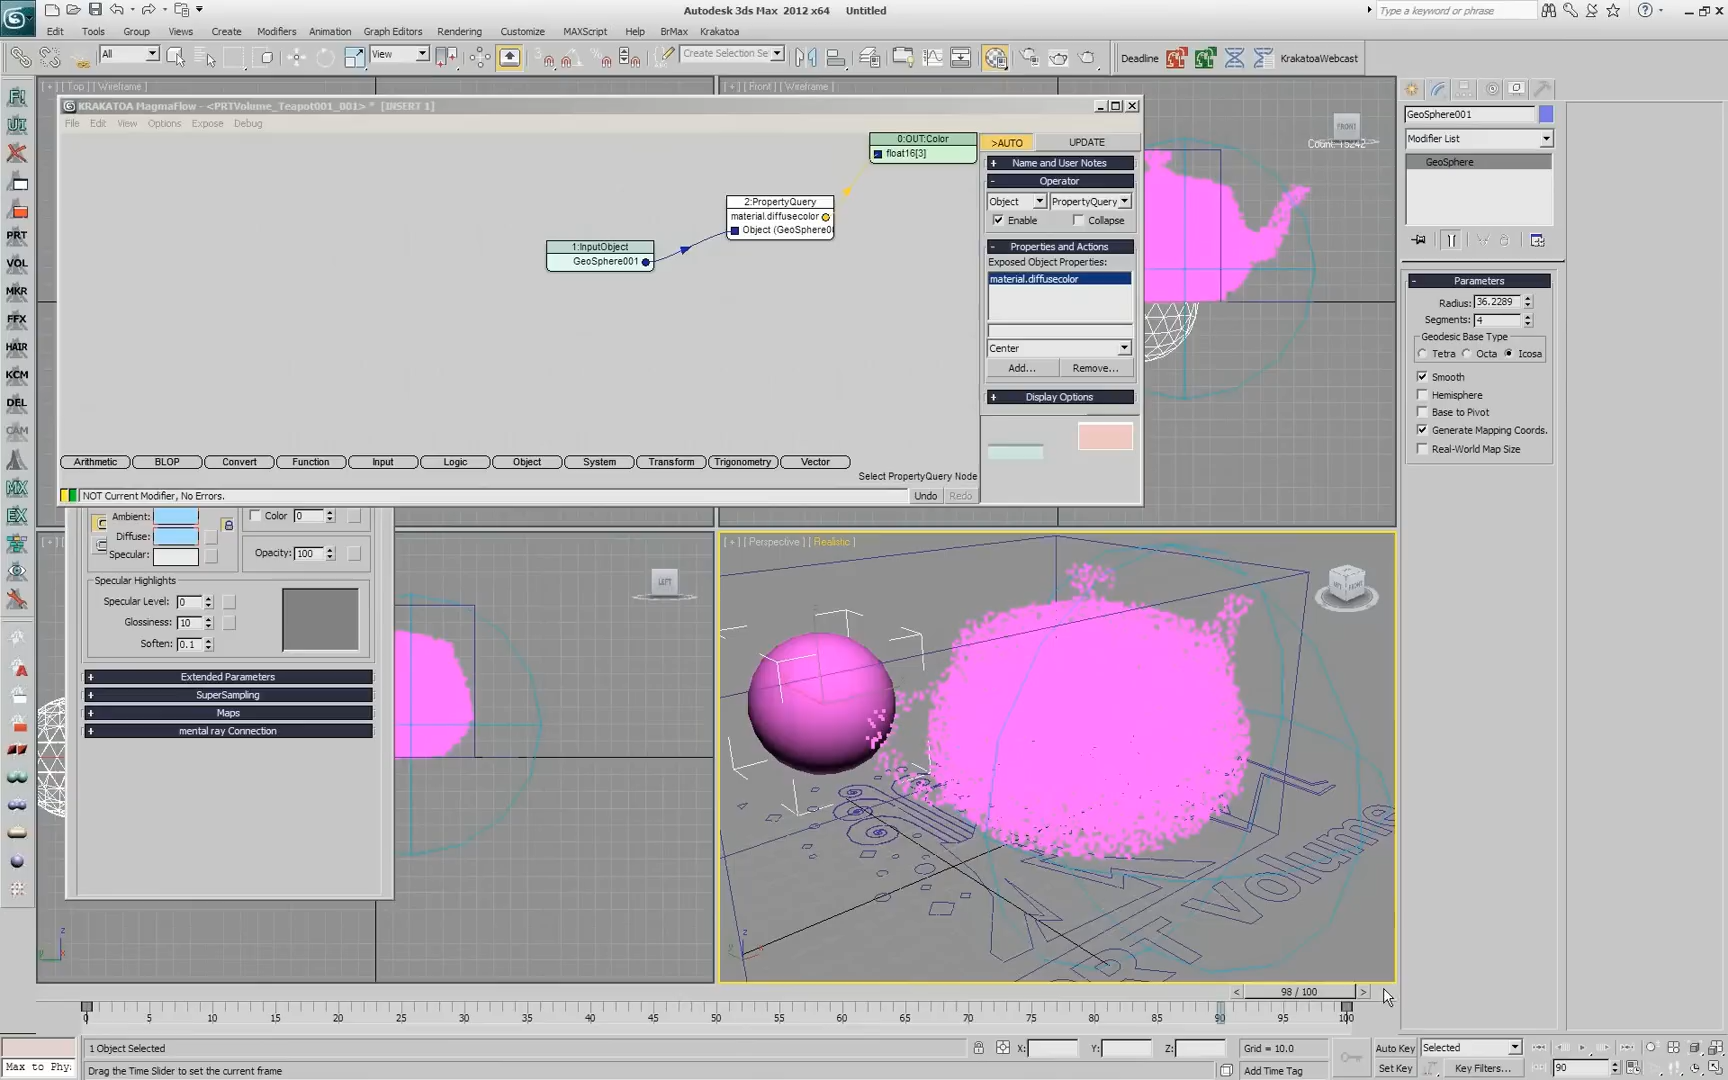 Autodesk 3ds Max 2012 x64 Untitled
Type a keyword or phrase
Edit Tools Group Views Create Modifiers Animation Graph Editors Rendering Customize MAXScript Help BrMax Krakatoa
All View Create Selection Se Deadline KrakatoaWebcast
[ + ] [ Top ] [ Wireframe ]
[ + ] [ Front ] [ Wireframe ]
KRAKATOA MagmaFlow - <PRTVolume_Teapot001_001> * [INSERT 1]
File Edit View Options Expose Debug
0:OUT:Color
float16[3]
2:PropertyQuery
material.diffusecolor
Object (GeoSphere00
1:InputObject
GeoSphere001
>AUTO UPDATE
+ Name and User Notes
- Operator
Object PropertyQuery
Enable Collapse
- Properties and Actions
Exposed Object Properties:
material.diffusecolor
Center
Add... Remove...
+ Display Options
Arithmetic BLOP Convert Function Input Logic Object System Transform Trigonometry Vector
Select PropertyQuery Node
NOT Current Modifier, No Errors.
Undo Redo
FRONT
GeoSphere001
Modifier List
GeoSphere
- Parameters
Radius: 36.2289
Segments: 4
Geodesic Base Type
Tetra Octa Icosa
Smooth
Hemisphere
Base to Pivot
Generate Mapping Coords.
Real-World Map Size
F!
UI
PRT
VOL
MKR
FFX
HAIR
KCM
DEL
CAM
MX
EX
Ambient:
Diffuse:
Specular:
Color 0
Opacity: 100
Specular Highlights
Specular Level: 0
Glossiness: 10
Soften: 0.1
+ Extended Parameters
+ SuperSampling
+ Maps
+ mental ray Connection
LEFT
[ + ] [ Perspective ] [ Realistic ]
PRT Volume
< 98 / 100 >
0 5 10 15 20 25 30 35 40 45 50 55 60 65 70 75 80 85 90 95 100
1 Object Selected
X: Y: Z: Grid = 10.0
Auto Key Selected
Max to Phy:
Drag the Time Slider to set the current frame
Add Time Tag
Set Key Key Filters... 90